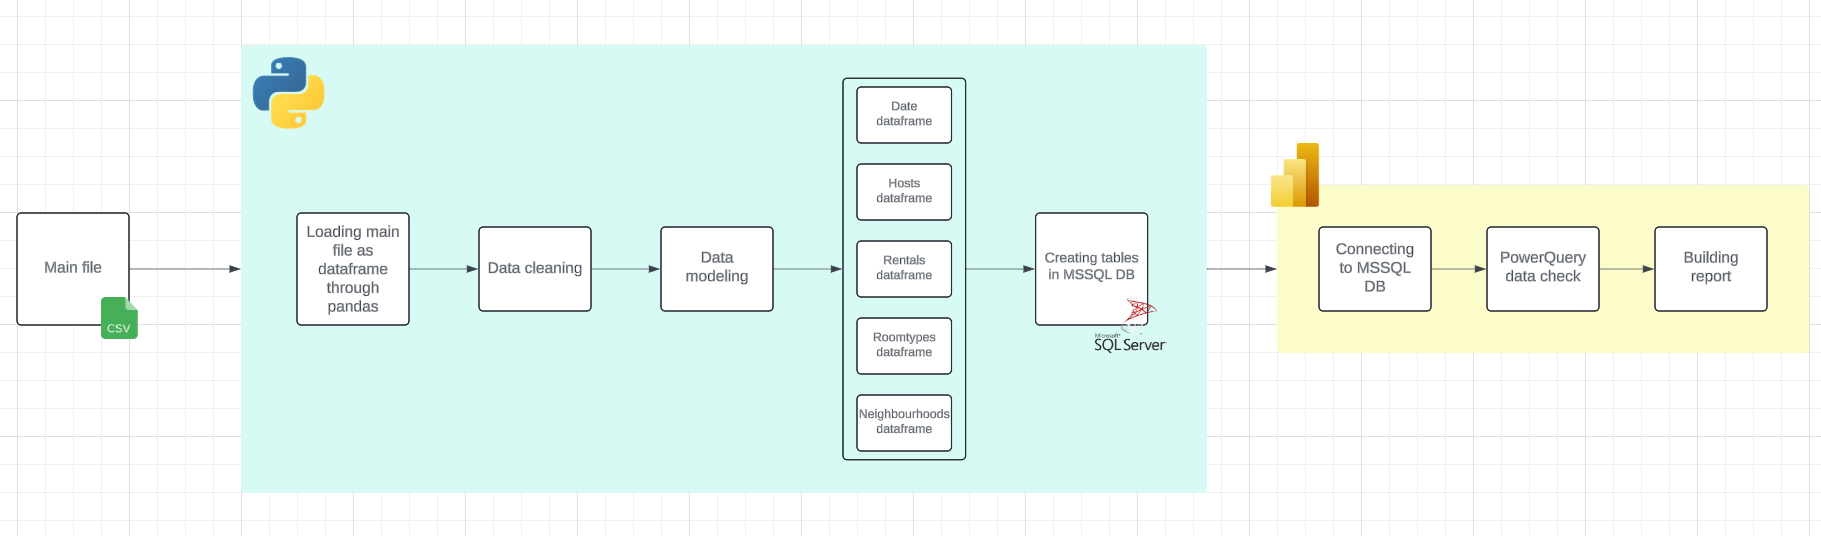 Main file
CSV
Loading main
file as
dataframe
through
pandas
Data cleaning
Data
modeling
Date
dataframe
Hosts
dataframe
Rentals
dataframe
Roomtypes
dataframe
Neighbourhoods
dataframe
Creating tables
in MSSQL DB
Microsoft
SQL Server
Connecting
to MSSQL
DB
PowerQuery
data check
Building
report